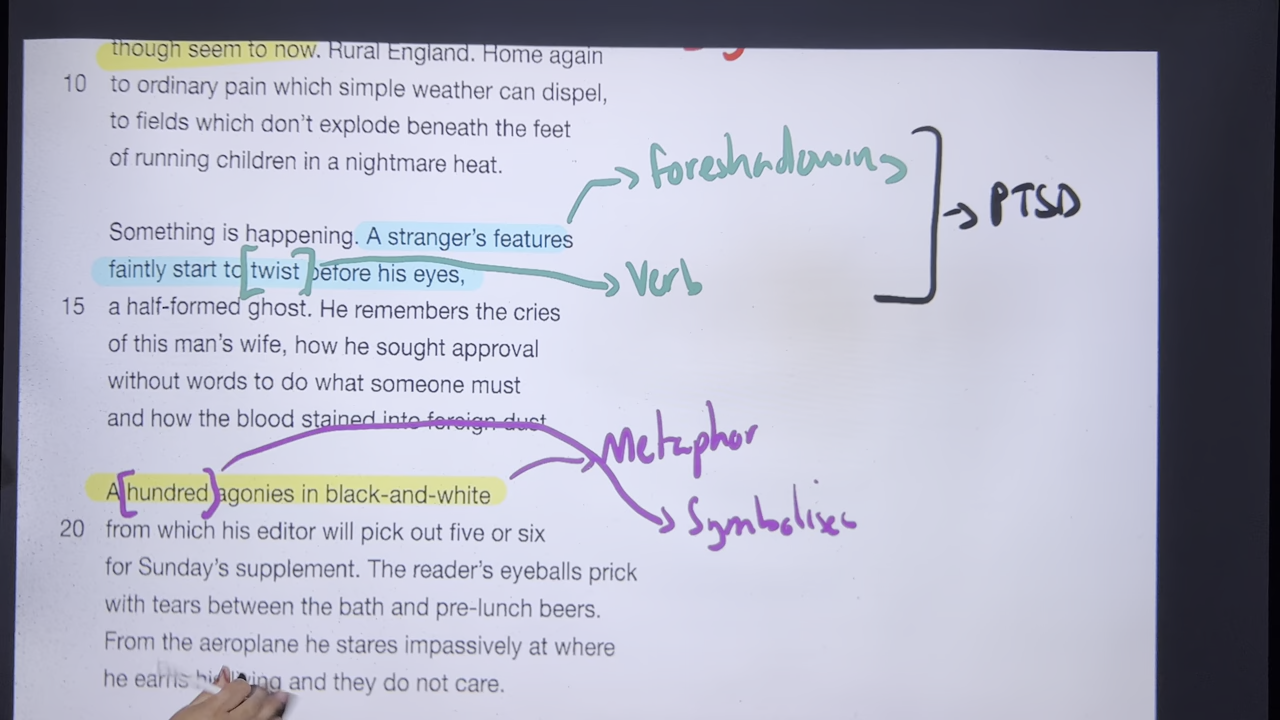 though seem to now. Rural England. Home again
10 to ordinary pain which simple weather can dispel,
to fields which don't explode beneath the feet
of running children in a nightmare heat.
foreshadowing
PTSD
Something is happening. A stranger's features
faintly start to [twist] before his eyes,
Verb
15 a half-formed ghost. He remembers the cries
of this man's wife, how he sought approval
without words to do what someone must
and how the blood stained into foreign dust
Metaphor
A [hundred] agonies in black-and-white
Symbolises
20 from which his editor will pick out five or six
for Sunday's supplement. The reader's eyeballs prick
with tears between the bath and pre-lunch beers.
From the aeroplane he stares impassively at where
he earns his living and they do not care.